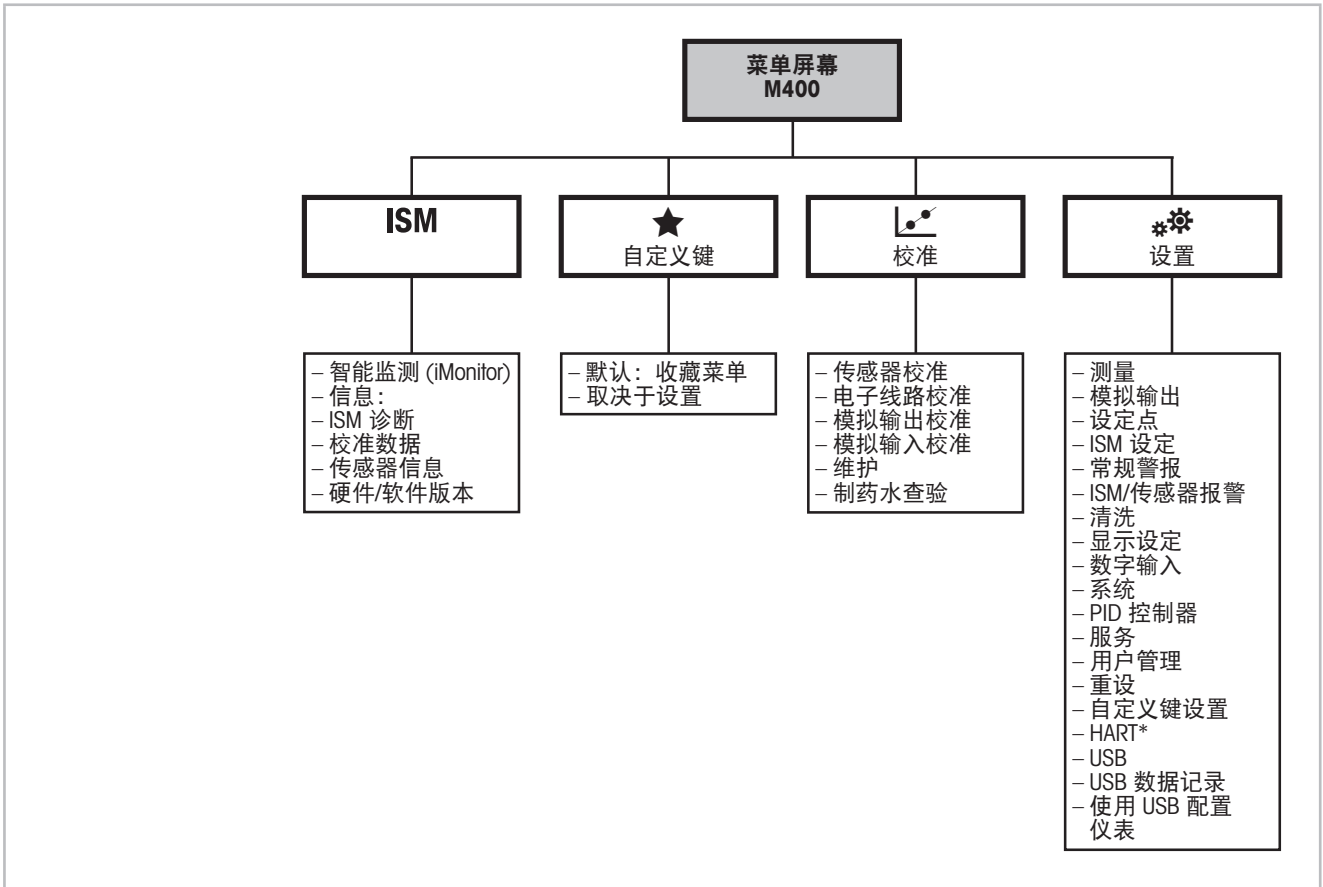 菜单屏幕
M400
ISM
自定义键
校准
设置
– 智能监测 (iMonitor)
– 信息：
– ISM 诊断
– 校准数据
– 传感器信息
– 硬件/软件版本
– 默认：收藏菜单
– 取决于设置
– 传感器校准
– 电子线路校准
– 模拟输出校准
– 模拟输入校准
– 维护
– 制药水查验
– 测量
– 模拟输出
– 设定点
– ISM 设定
– 常规警报
– ISM/传感器报警
– 清洗
– 显示设定
– 数字输入
– 系统
– PID 控制器
– 服务
– 用户管理
– 重设
– 自定义键设置
– HART*
– USB
– USB 数据记录
– 使用 USB 配置
仪表